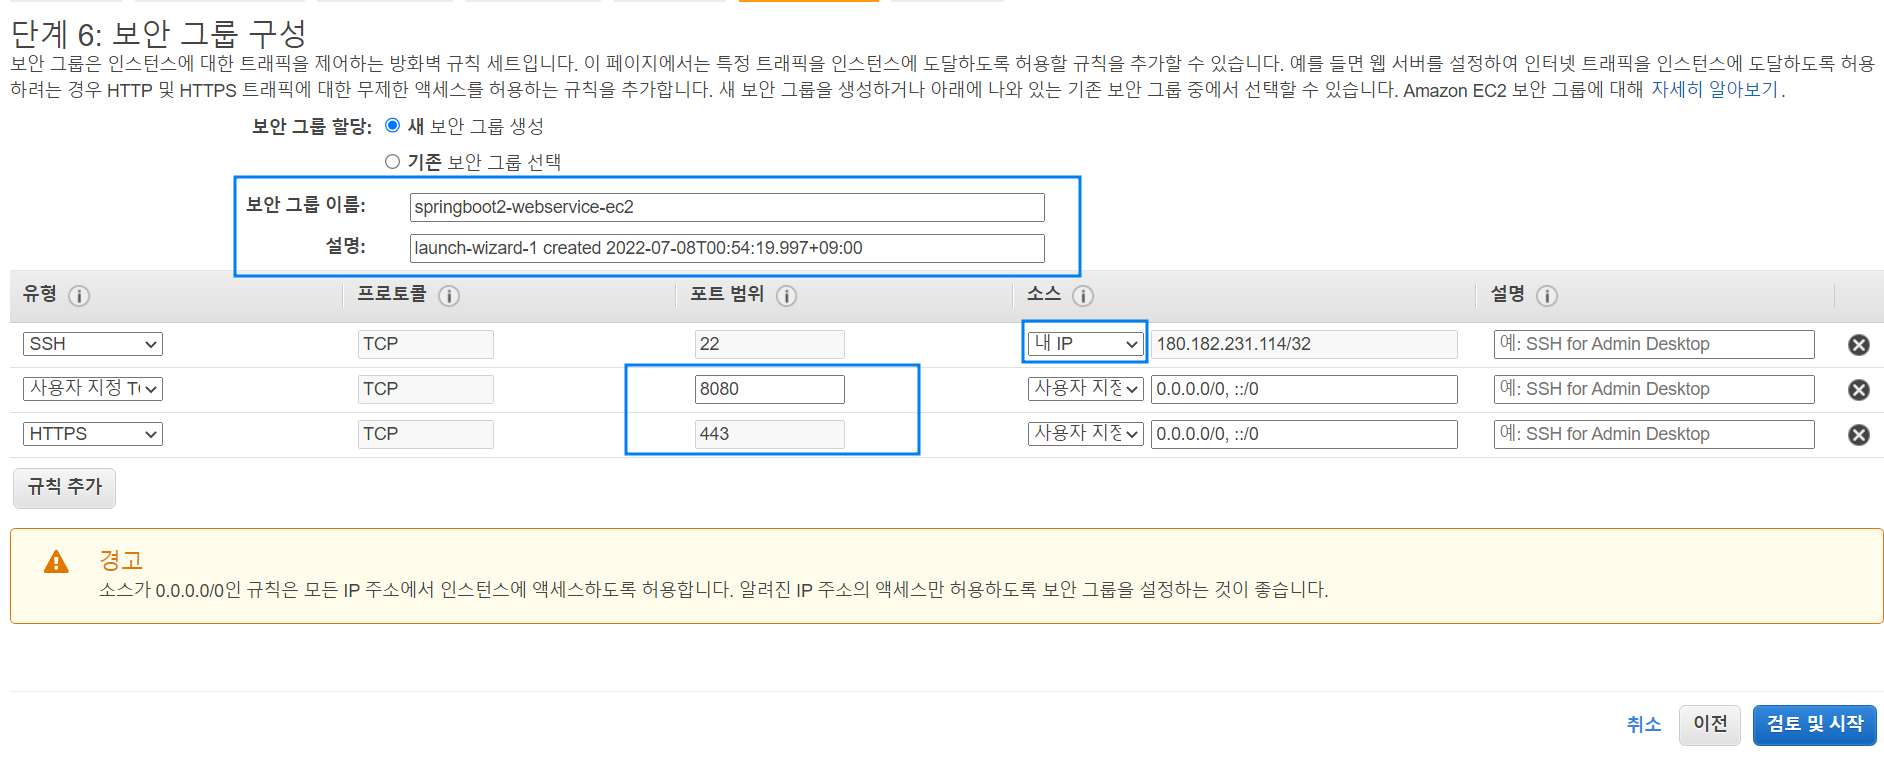 단계 6: 보안 그룹 구성
보안 그룹은 인스턴스에 대한 트래픽을 제어하는 방화벽 규칙 세트입니다. 이 페이지에서는 특정 트래픽을 인스턴스에 도달하도록 허용할 규칙을 추가할 수 있습니다. 예를 들면 웹 서버를 설정하여 인터넷 트래픽을 인스턴스에 도달하도록 허용
하려는 경우 HTTP 및 HTTPS 트래픽에 대한 무제한 액세스를 허용하는 규칙을 추가합니다. 새 보안 그룹을 생성하거나 아래에 나와 있는 기존 보안 그룹 중에서 선택할 수 있습니다. Amazon EC2 보안 그룹에 대해 자세히 알아보기.
보안 그룹 할당: 새 보안 그룹 생성
기존 보안 그룹 선택
보안 그룹 이름: springboot2-webservice-ec2
설명: launch-wizard-1 created 2022-07-08T00:54:19.997+09:00
유형 프로토콜 포트 범위 소스 설명
SSH TCP 22 내 IP 180.182.231.114/32 예: SSH for Admin Desktop
사용자 지정 T TCP 8080 사용자 지정 0.0.0.0/0, ::/0 예: SSH for Admin Desktop
HTTPS TCP 443 사용자 지정 0.0.0.0/0, ::/0 예: SSH for Admin Desktop
규칙 추가
경고
소스가 0.0.0.0/0인 규칙은 모든 IP 주소에서 인스턴스에 액세스하도록 허용합니다. 알려진 IP 주소의 액세스만 허용하도록 보안 그룹을 설정하는 것이 좋습니다.
취소 이전 검토 및 시작